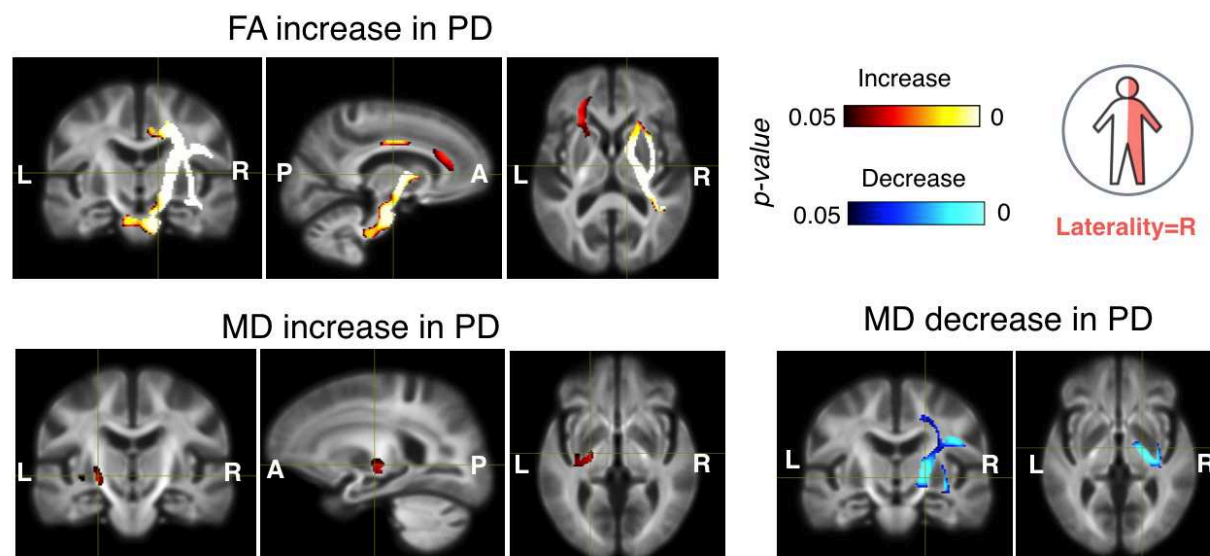 FA increase in PD
L
R
P
A
L
R
p-value
Increase
0.05
0
Decrease
0.05
0
Laterality=R
MD increase in PD
L
R
A
P
L
R
MD decrease in PD
L
R
L
R